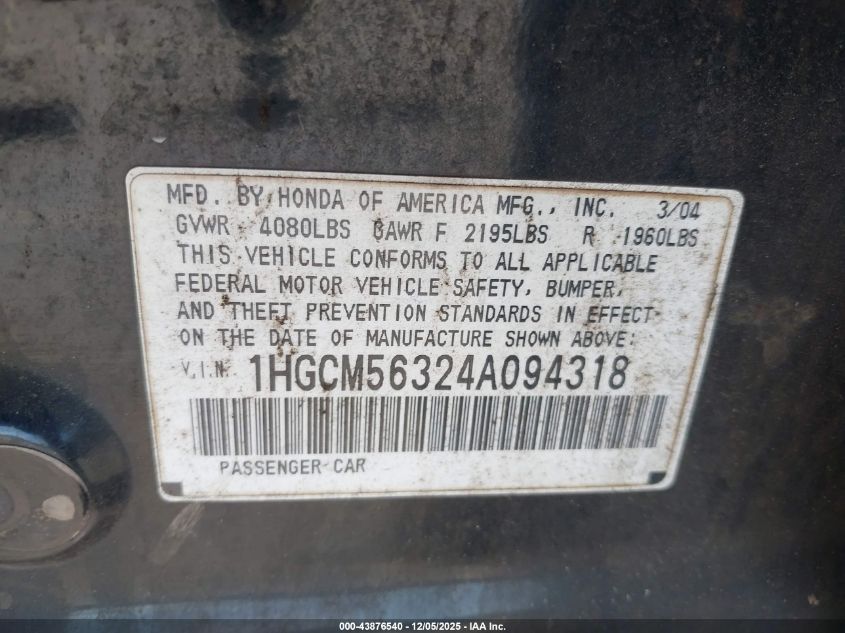 MFD. BY HONDA OF AMERICA MFG., INC. 3/04
GVWR 4080LBS GAWR F 2195LBS R 1960LBS
THIS VEHICLE CONFORMS TO ALL APPLICABLE
FEDERAL MOTOR VEHICLE SAFETY, BUMPER,
AND THEFT PREVENTION STANDARDS IN EFFECT
ON THE DATE OF MANUFACTURE SHOWN ABOVE:
V.I.N. 1HGCM56324A094318
PASSENGER CAR
000-43876540 - 12/05/2025 - IAA Inc.